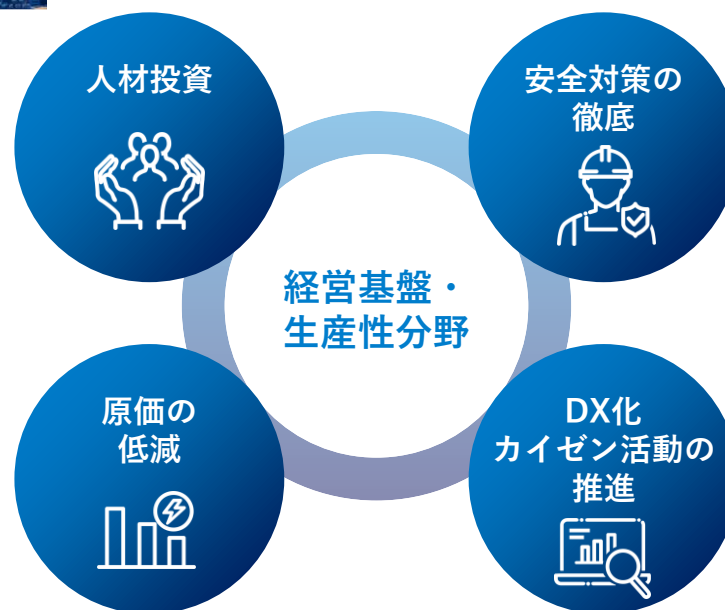 人材投資
安全対策の
徹底
経営基盤・
生産性分野
原価の
低減
DX化
カイゼン活動の
推進